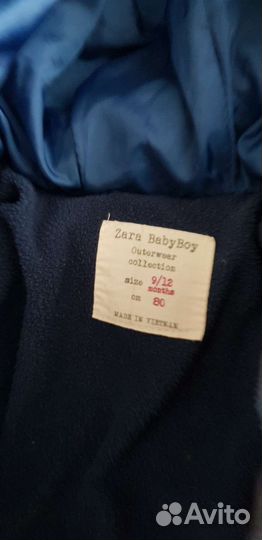 Zara BabyBoy
Outerwear
collection
size 9/12
months
cm 80
MADE IN VIETNAM
Avito